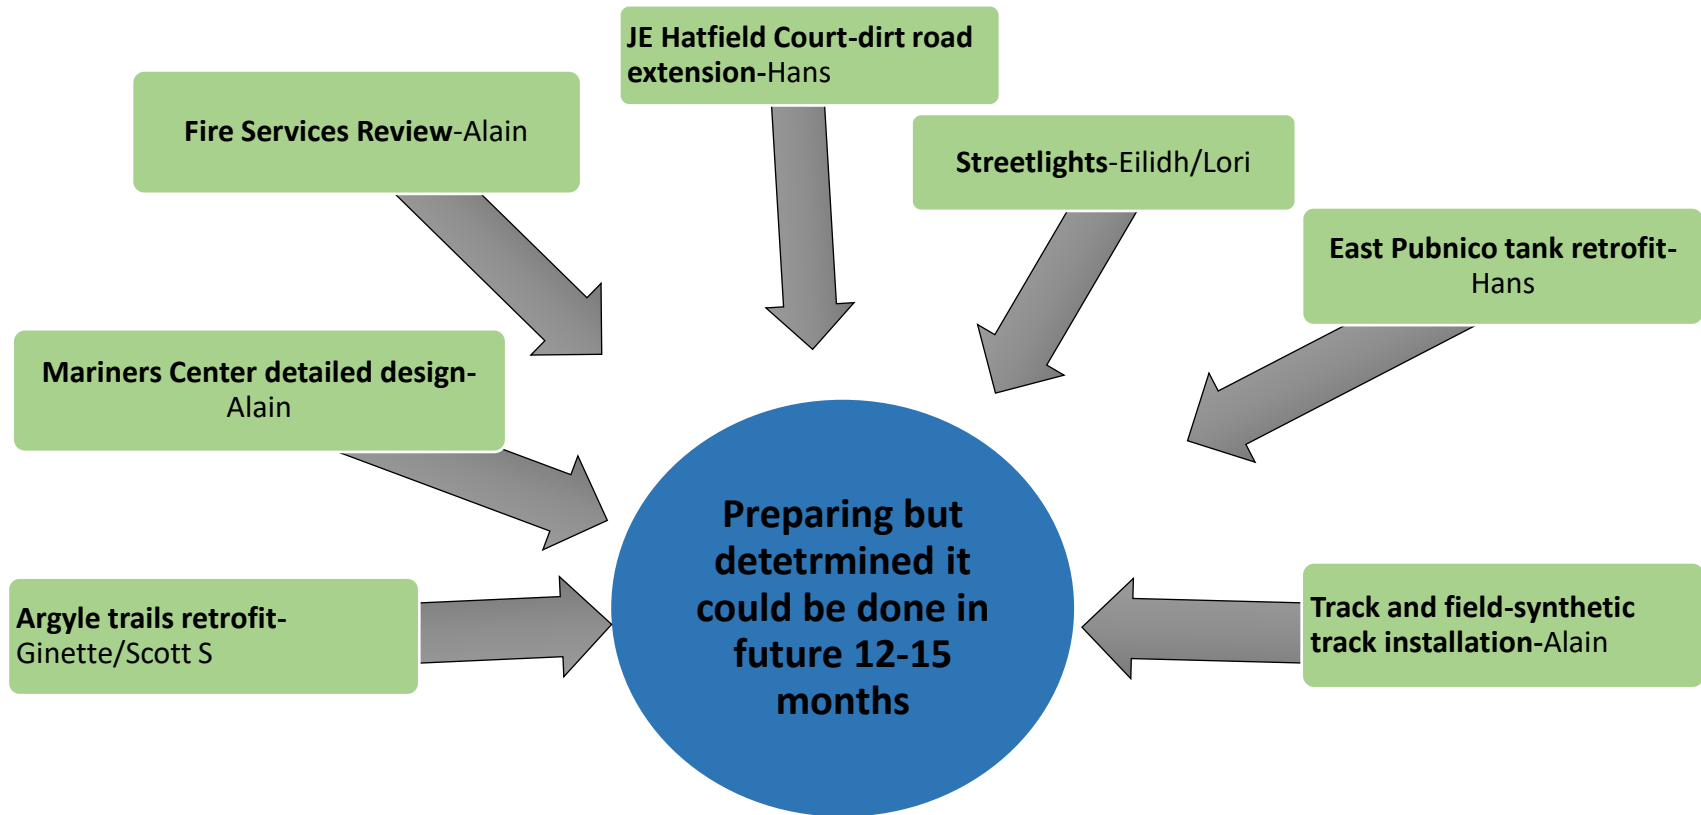 JE Hatfield Court-dirt road
extension-Hans
Fire Services Review-Alain
Streetlights-Eilidh/Lori
East Pubnico tank retrofit-
Hans
Mariners Center detailed design-
Alain
Preparing but
detetrmined it
could be done in
future 12-15
months
Argyle trails retrofit-
Ginette/Scott S
Track and field-synthetic
track installation-Alain